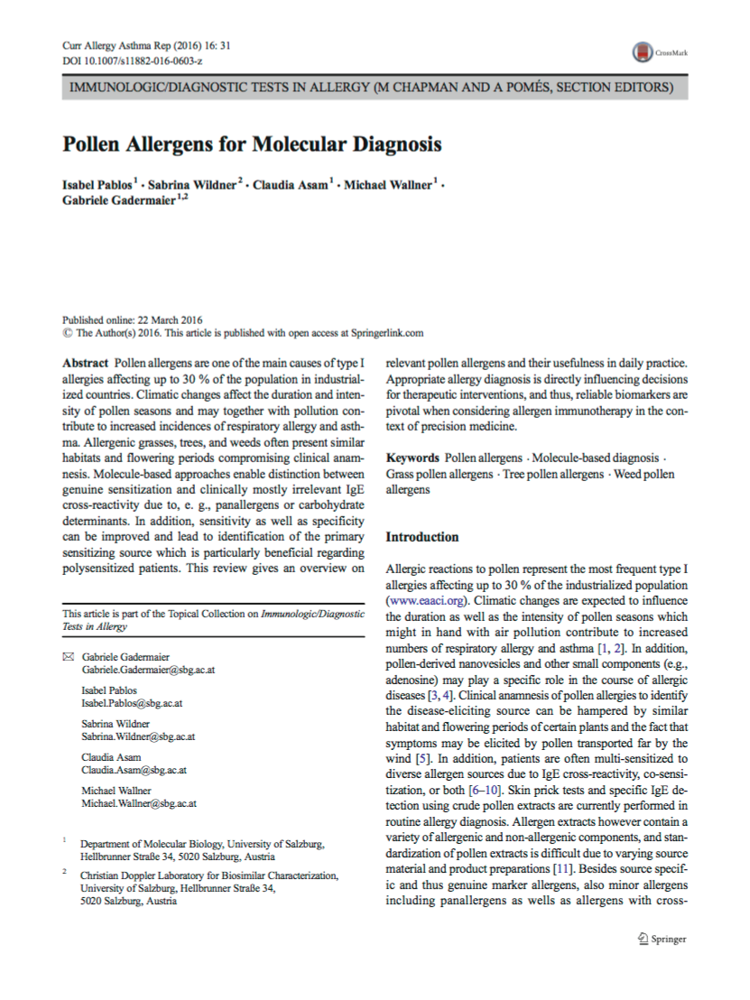 Curr Allergy Asthma Rep (2016) 16: 31
DOI 10.1007/s11882-016-0603-z
CrossMark
IMMUNOLOGIC/DIAGNOSTIC TESTS IN ALLERGY (M CHAPMAN AND A POMÉS, SECTION EDITORS)
Pollen Allergens for Molecular Diagnosis
Isabel Pablos¹ · Sabrina Wildner² · Claudia Asam¹ · Michael Wallner¹ ·
Gabriele Gadermaier¹,²
Published online: 22 March 2016
© The Author(s) 2016. This article is published with open access at Springerlink.com
Abstract Pollen allergens are one of the main causes of type I
allergies affecting up to 30 % of the population in industrial-
ized countries. Climatic changes affect the duration and inten-
sity of pollen seasons and may together with pollution con-
tribute to increased incidences of respiratory allergy and asth-
ma. Allergenic grasses, trees, and weeds often present similar
habitats and flowering periods compromising clinical anam-
nesis. Molecule-based approaches enable distinction between
genuine sensitization and clinically mostly irrelevant IgE
cross-reactivity due to, e. g., panallergens or carbohydrate
determinants. In addition, sensitivity as well as specificity
can be improved and lead to identification of the primary
sensitizing source which is particularly beneficial regarding
polysensitized patients. This review gives an overview on
relevant pollen allergens and their usefulness in daily practice.
Appropriate allergy diagnosis is directly influencing decisions
for therapeutic interventions, and thus, reliable biomarkers are
pivotal when considering allergen immunotherapy in the con-
text of precision medicine.
Keywords Pollen allergens · Molecule-based diagnosis ·
Grass pollen allergens · Tree pollen allergens · Weed pollen
allergens
This article is part of the Topical Collection on Immunologic/Diagnostic
Tests in Allergy
Gabriele Gadermaier
Gabriele.Gadermaier@sbg.ac.at
Isabel Pablos
Isabel.Pablos@sbg.ac.at
Sabrina Wildner
Sabrina.Wildner@sbg.ac.at
Claudia Asam
Claudia.Asam@sbg.ac.at
Michael Wallner
Michael.Wallner@sbg.ac.at
1 Department of Molecular Biology, University of Salzburg,
Hellbrunner Straße 34, 5020 Salzburg, Austria
2 Christian Doppler Laboratory for Biosimilar Characterization,
University of Salzburg, Hellbrunner Straße 34,
5020 Salzburg, Austria
Introduction
Allergic reactions to pollen represent the most frequent type I
allergies affecting up to 30 % of the industrialized population
(www.eaaci.org). Climatic changes are expected to influence
the duration as well as the intensity of pollen seasons which
might in hand with air pollution contribute to increased
numbers of respiratory allergy and asthma [1, 2]. In addition,
pollen-derived nanovesicles and other small components (e.g.,
adenosine) may play a specific role in the course of allergic
diseases [3, 4]. Clinical anamnesis of pollen allergies to identify
the disease-eliciting source can be hampered by similar
habitat and flowering periods of certain plants and the fact that
symptoms may be elicited by pollen transported far by the
wind [5]. In addition, patients are often multi-sensitized to
diverse allergen sources due to IgE cross-reactivity, co-sensi-
tization, or both [6–10]. Skin prick tests and specific IgE de-
tection using crude pollen extracts are currently performed in
routine allergy diagnosis. Allergen extracts however contain a
variety of allergenic and non-allergenic components, and stan-
dardization of pollen extracts is difficult due to varying source
material and product preparations [11]. Besides source specif-
ic and thus genuine marker allergens, also minor allergens
including panallergens as wells as allergens with cross-
Springer